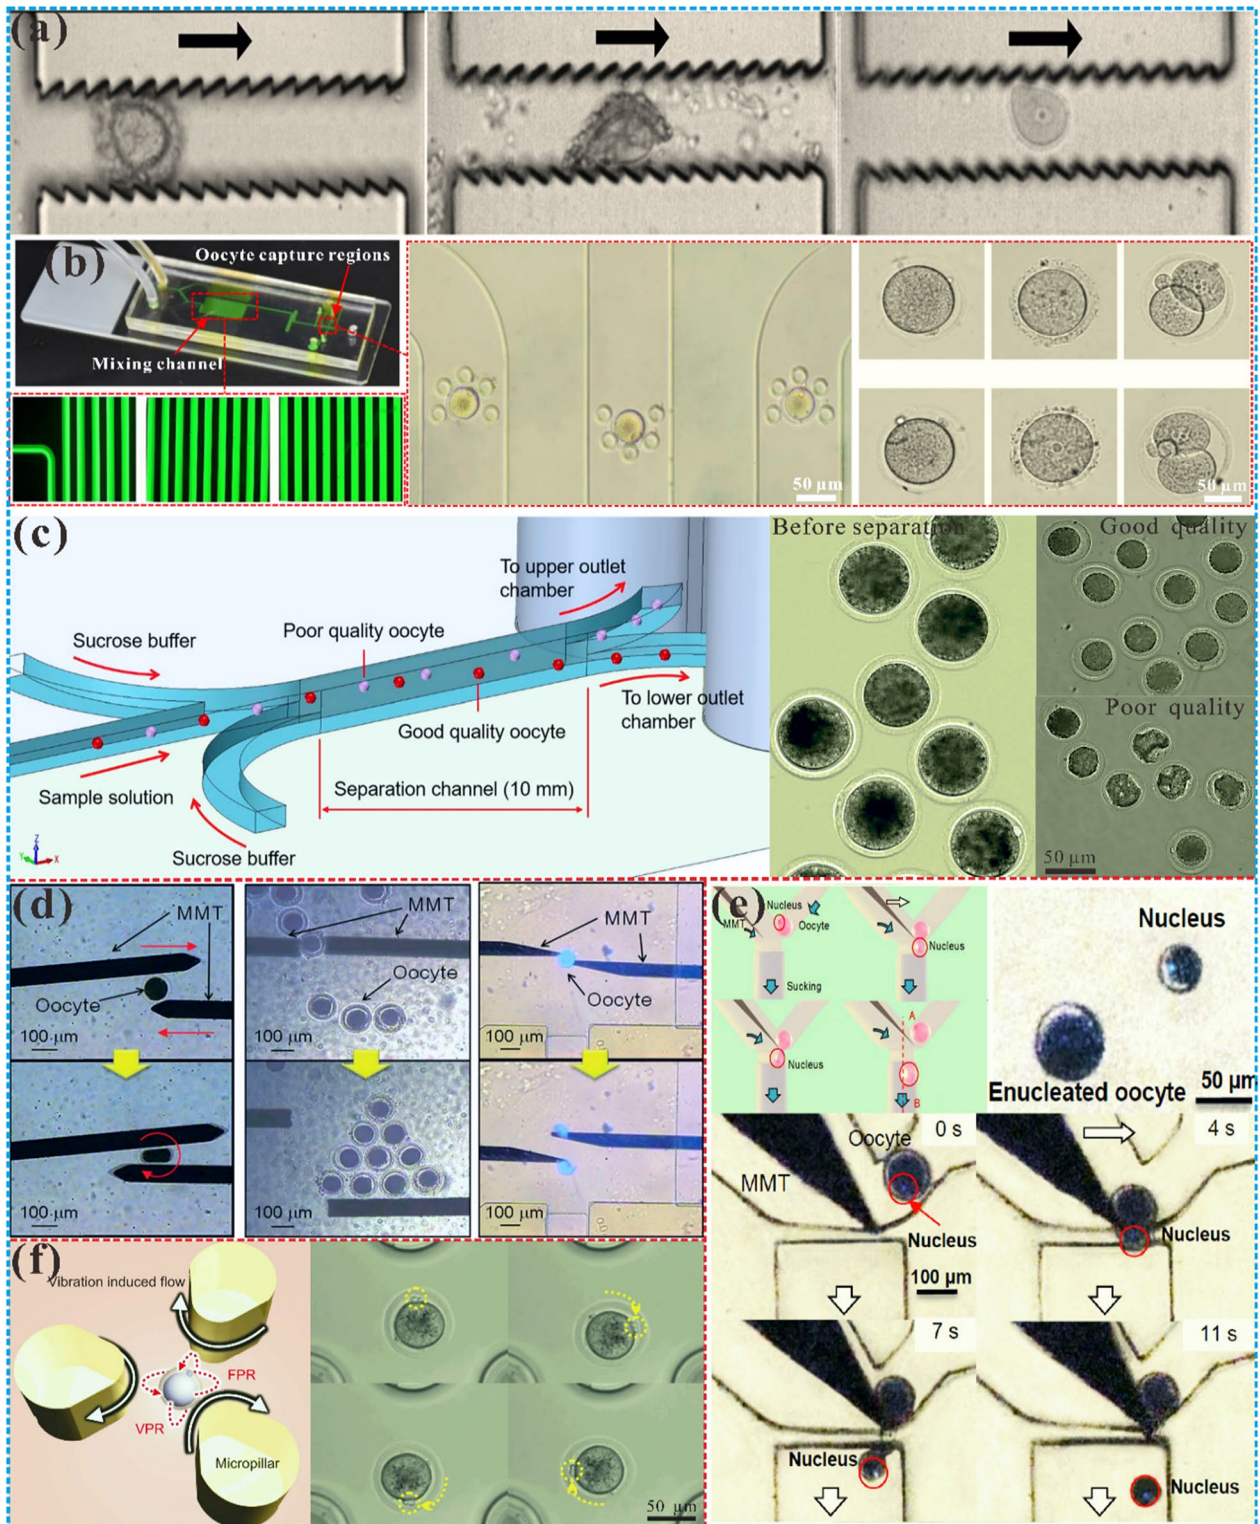 (a)
(b)
Oocyte capture
regions
Mixing channel
50 μm
50 μm
(c)
To upper outlet
chamber
Sucrose buffer
Poor quality oocyte
Good quality oocyte
To lower outlet
chamber
Sample solution
Separation channel (10 mm)
Sucrose buffer
Z
Y
X
Before separation
Good quality
Poor quality
50 μm
(d)
MMT
Oocyte
100 μm
100 μm
MMT
Oocyte
100 μm
100 μm
MMT
Oocyte
100 μm
100 μm
(e)
MMT
Nucleus
Oocyte
Sucking
Nucleus
Nucleus
A
B
Nucleus
Enucleated oocyte
50 μm
Oocyte
0 s
MMT
Nucleus
100 μm
4 s
Nucleus
7 s
Nucleus
11 s
Nucleus
(f)
Vibration induced flow
FPR
VPR
Micropillar
50 μm